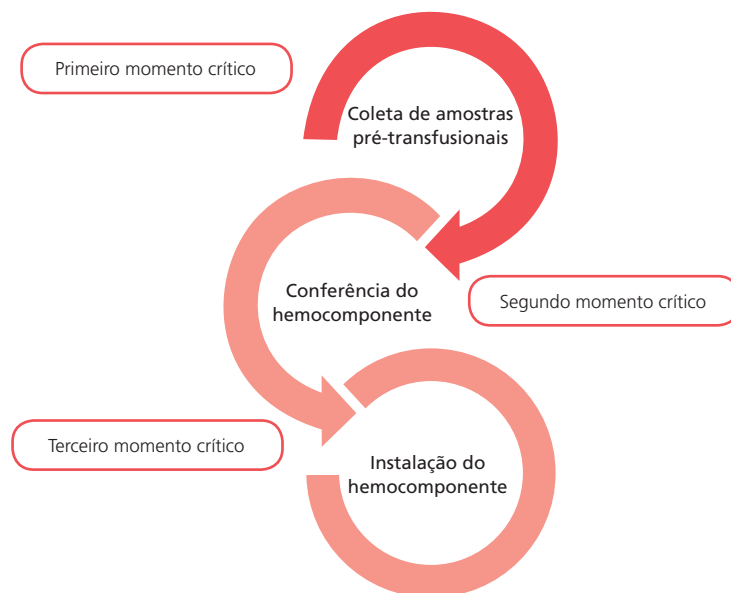 Primeiro momento crítico
Coleta de amostras
pré-transfusionais
Conferência do
hemocomponente
Segundo momento crítico
Terceiro momento crítico
Instalação do
hemocomponente